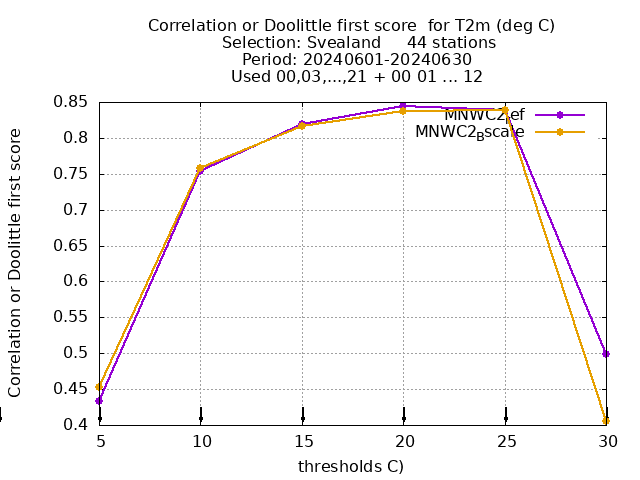 Correlation or Doolittle first score  for T2m (deg C)
Selection: Svealand     44 stations
Period: 20240601-20240630
Used 00,03,...,21 + 00 01 ... 12
MNWC2ref
MNWC2Bscale
Correlation or Doolittle first score
0.85
0.8
0.75
0.7
0.65
0.6
0.55
0.5
0.45
0.4
5 10 15 20 25 30
thresholds C)